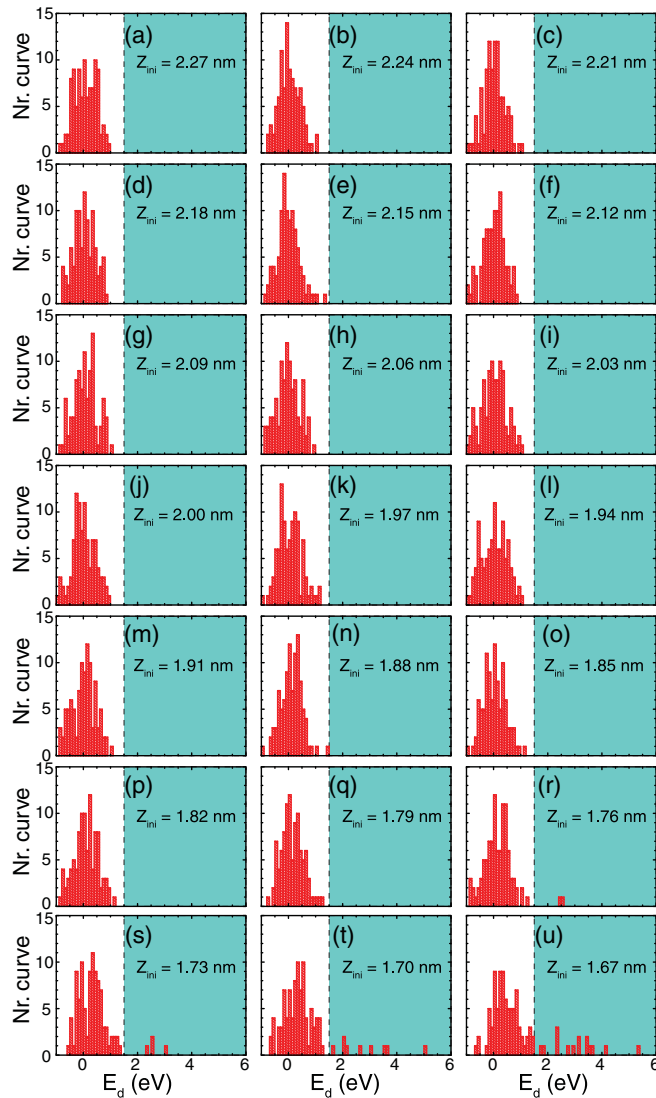 15 (a) (b) (c)
Nr. curve 10 Z_ini = 2.27 nm Z_ini = 2.24 nm Z_ini = 2.21 nm
5
0
15 (d) (e) (f)
Nr. curve 10 Z_ini = 2.18 nm Z_ini = 2.15 nm Z_ini = 2.12 nm
5
0
15 (g) (h) (i)
Nr. curve 10 Z_ini = 2.09 nm Z_ini = 2.06 nm Z_ini = 2.03 nm
5
0
15 (j) (k) (l)
Nr. curve 10 Z_ini = 2.00 nm Z_ini = 1.97 nm Z_ini = 1.94 nm
5
0
15 (m) (n) (o)
Nr. curve 10 Z_ini = 1.91 nm Z_ini = 1.88 nm Z_ini = 1.85 nm
5
0
15 (p) (q) (r)
Nr. curve 10 Z_ini = 1.82 nm Z_ini = 1.79 nm Z_ini = 1.76 nm
5
0
15 (s) (t) (u)
Nr. curve 10 Z_ini = 1.73 nm Z_ini = 1.70 nm Z_ini = 1.67 nm
5
0
0 2 4 6 0 2 4 6 0 2 4 6
E_d (eV) E_d (eV) E_d (eV)